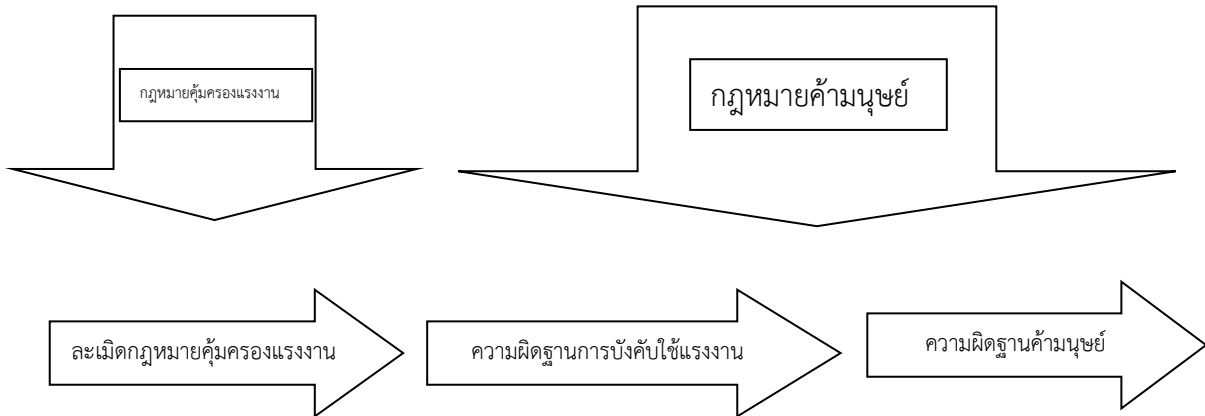 กฎหมายคุ้มครองแรงงาน
กฎหมายค้ามนุษย์
ละเมิดกฎหมายคุ้มครองแรงงาน
ความผิดฐานการบังคับใช้แรงงาน
ความผิดฐานค้ามนุษย์